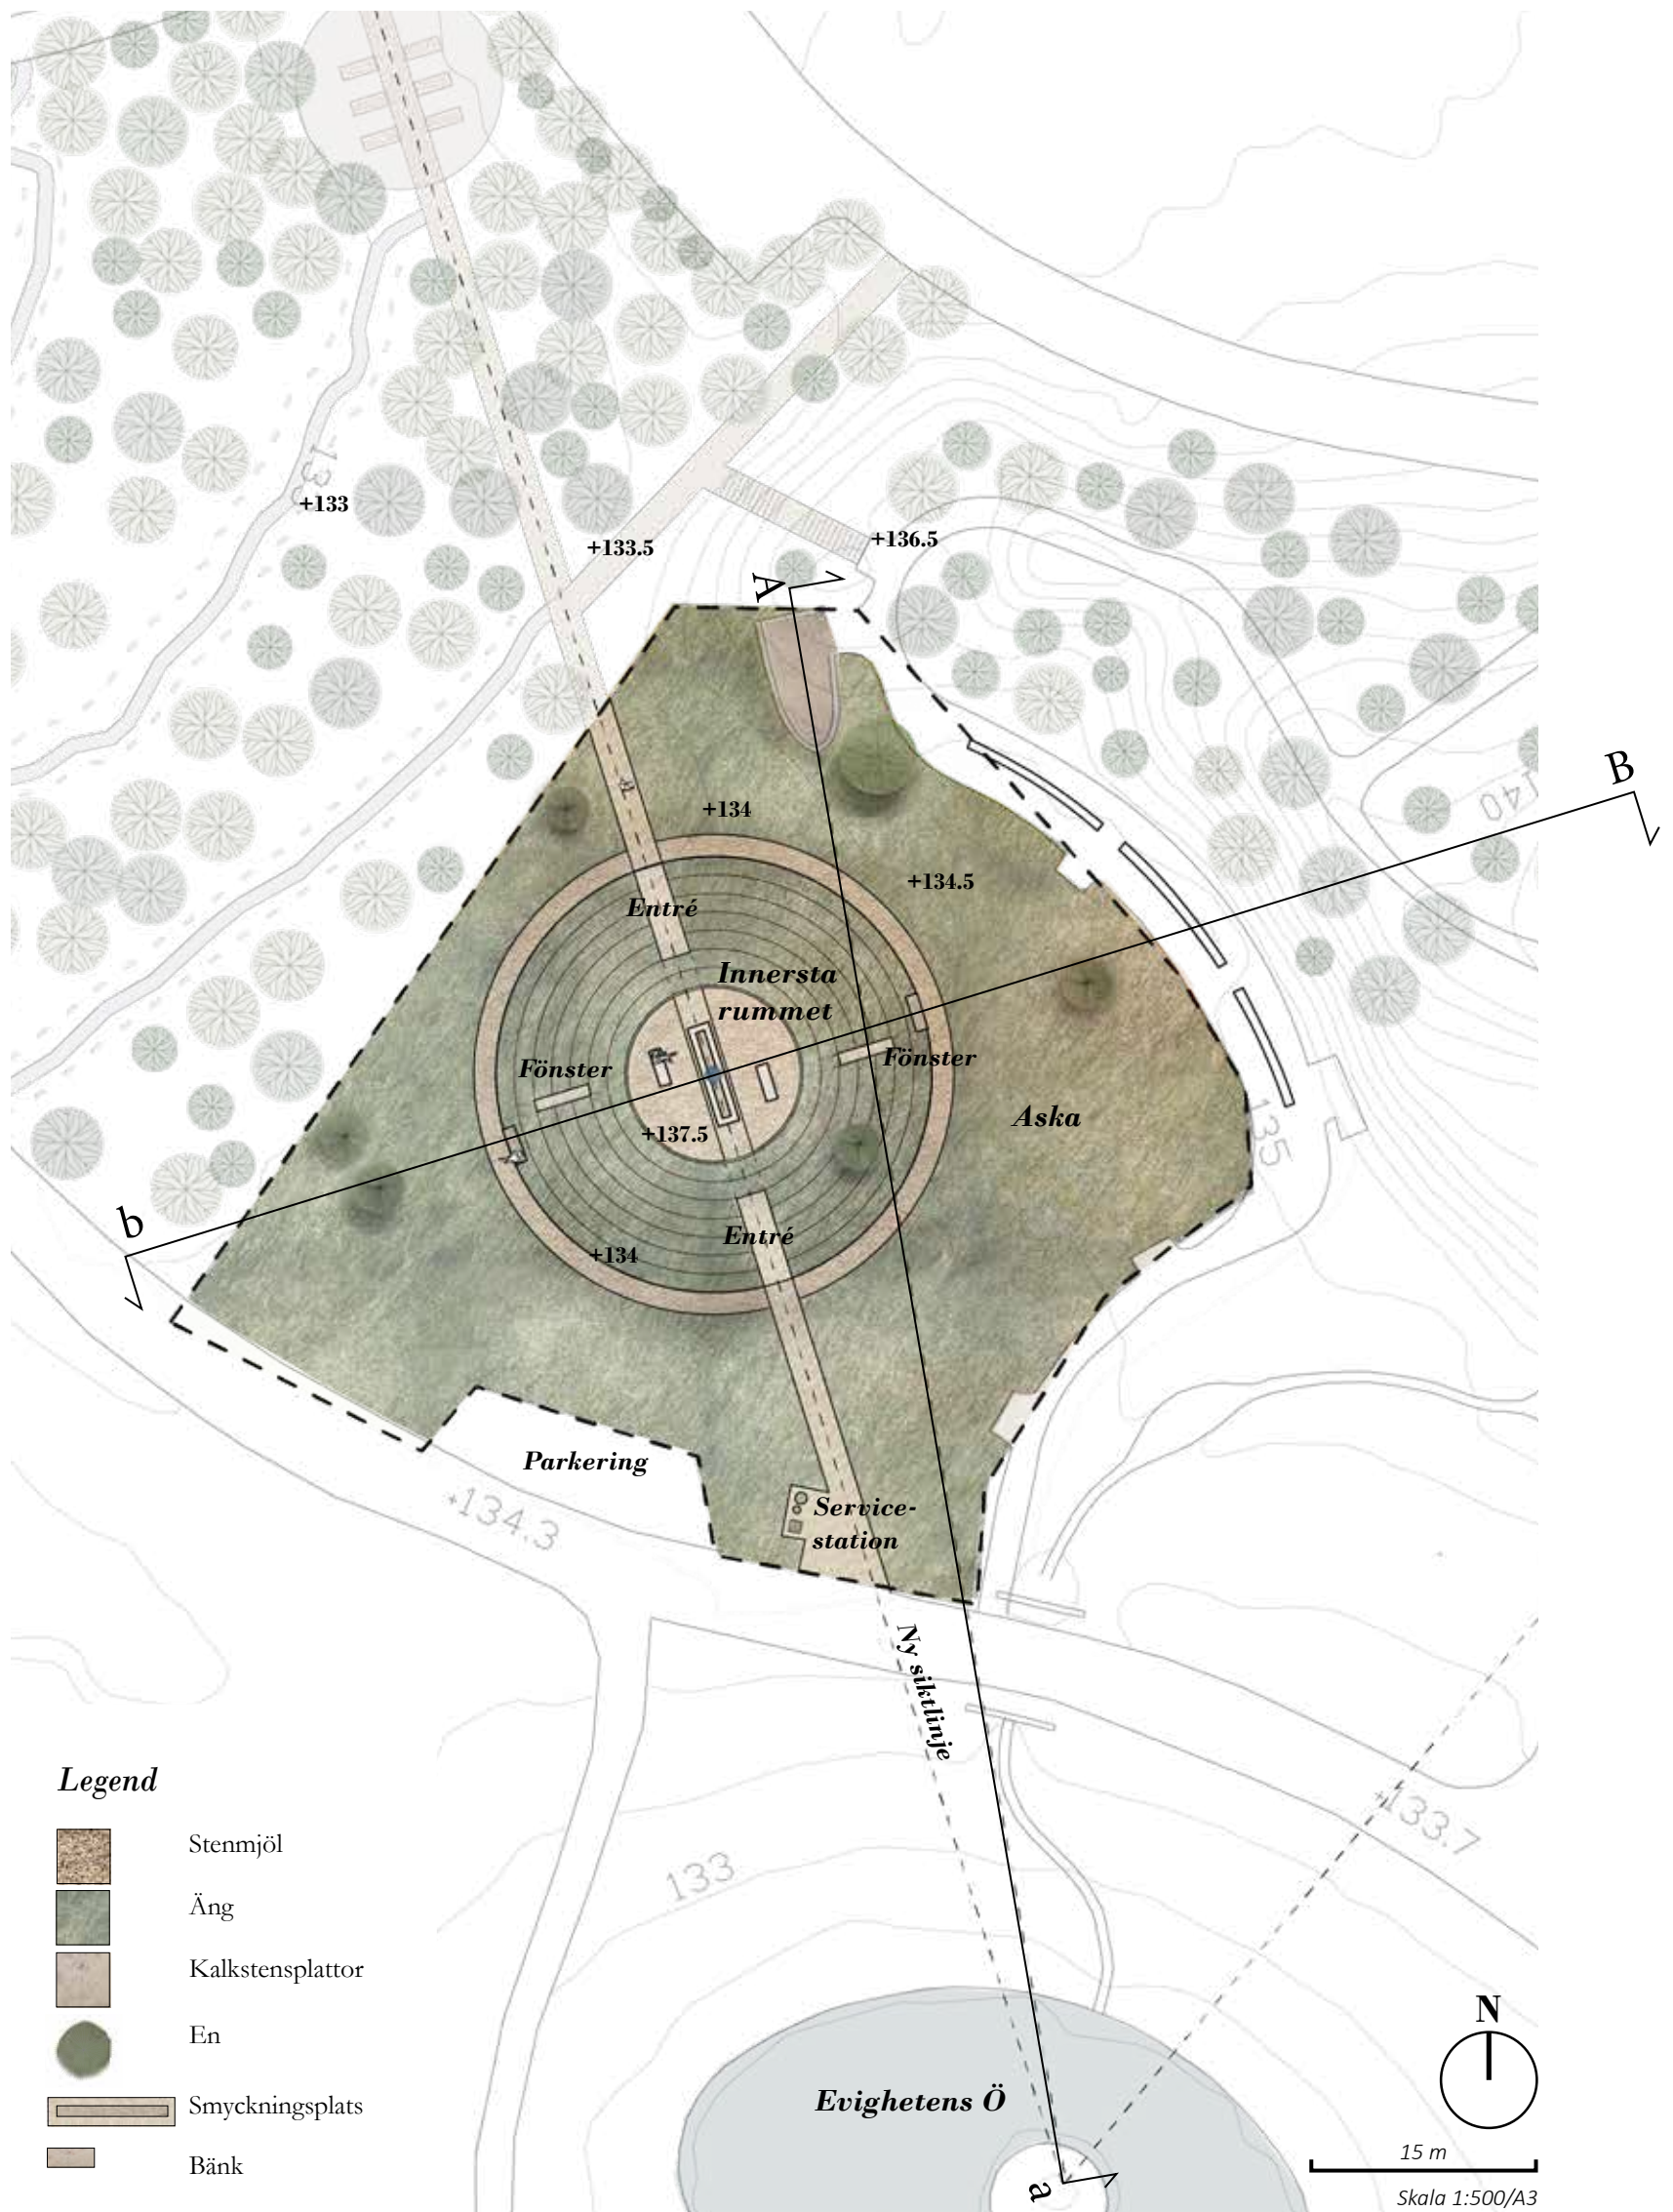 +133
+133.5
+136.5
A
B
140
+134
+134.5
Entré
Innersta
rummet
Fönster
Fönster
Aska
+137.5
135
b
Entré
+134
Parkering
+134.3
Service-
station
Ny siktlinje
+133.7
133
Legend
Stenmjöl
Äng
Kalkstensplattor
En
Smyckningsplats
Bänk
Evighetens Ö
a
N
15 m
Skala 1:500/A3